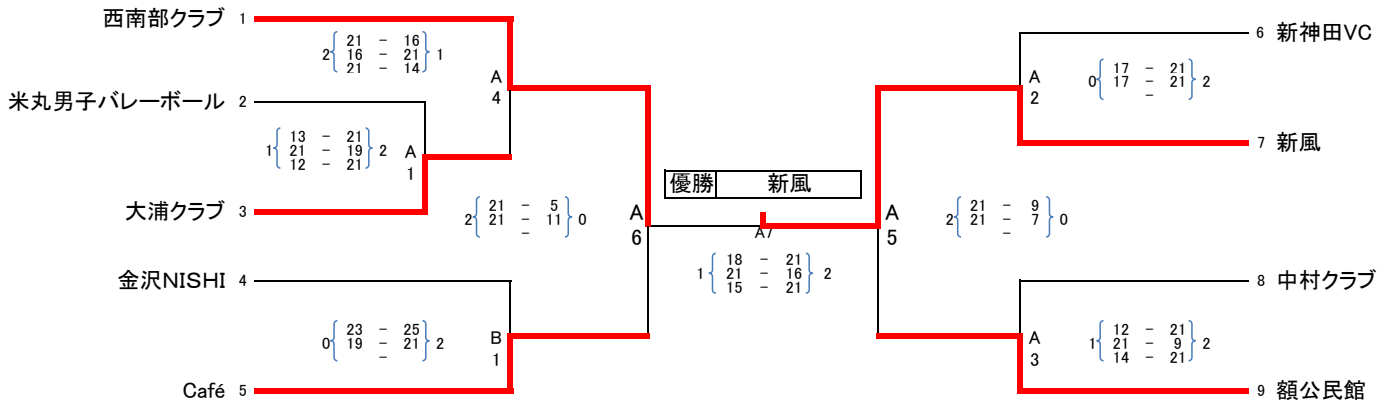 西南部クラブ 1
2 21 - 16 1
16 - 21
21 - 14
A
4
米丸男子バレーボール 2
1 13 - 21 2
21 - 19
12 - 21
A
1
大浦クラブ 3
2 21 - 5 0
21 - 11
-
A
6
金沢NISHI 4
0 23 - 25 2
19 - 21
-
B
1
Café 5
優勝 新風
A7
1 18 - 21 2
21 - 16
15 - 21
6 新神田VC
0 17 - 21 2
17 - 21
-
A
2
7 新風
2 21 - 9 0
21 - 7
-
A
5
8 中村クラブ
1 12 - 21 2
21 - 9
14 - 21
A
3
9 額公民館